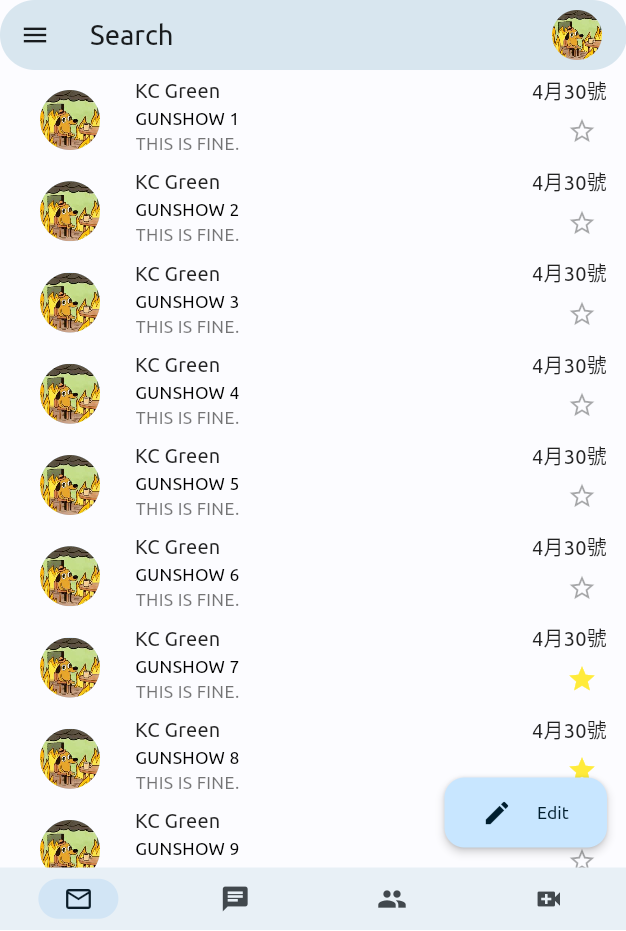 Search
KC Green 4月30號
GUNSHOW 1
THIS IS FINE.
KC Green 4月30號
GUNSHOW 2
THIS IS FINE.
KC Green 4月30號
GUNSHOW 3
THIS IS FINE.
KC Green 4月30號
GUNSHOW 4
THIS IS FINE.
KC Green 4月30號
GUNSHOW 5
THIS IS FINE.
KC Green 4月30號
GUNSHOW 6
THIS IS FINE.
KC Green 4月30號
GUNSHOW 7
THIS IS FINE.
KC Green 4月30號
GUNSHOW 8
THIS IS FINE.
KC Green
GUNSHOW 9
Edit